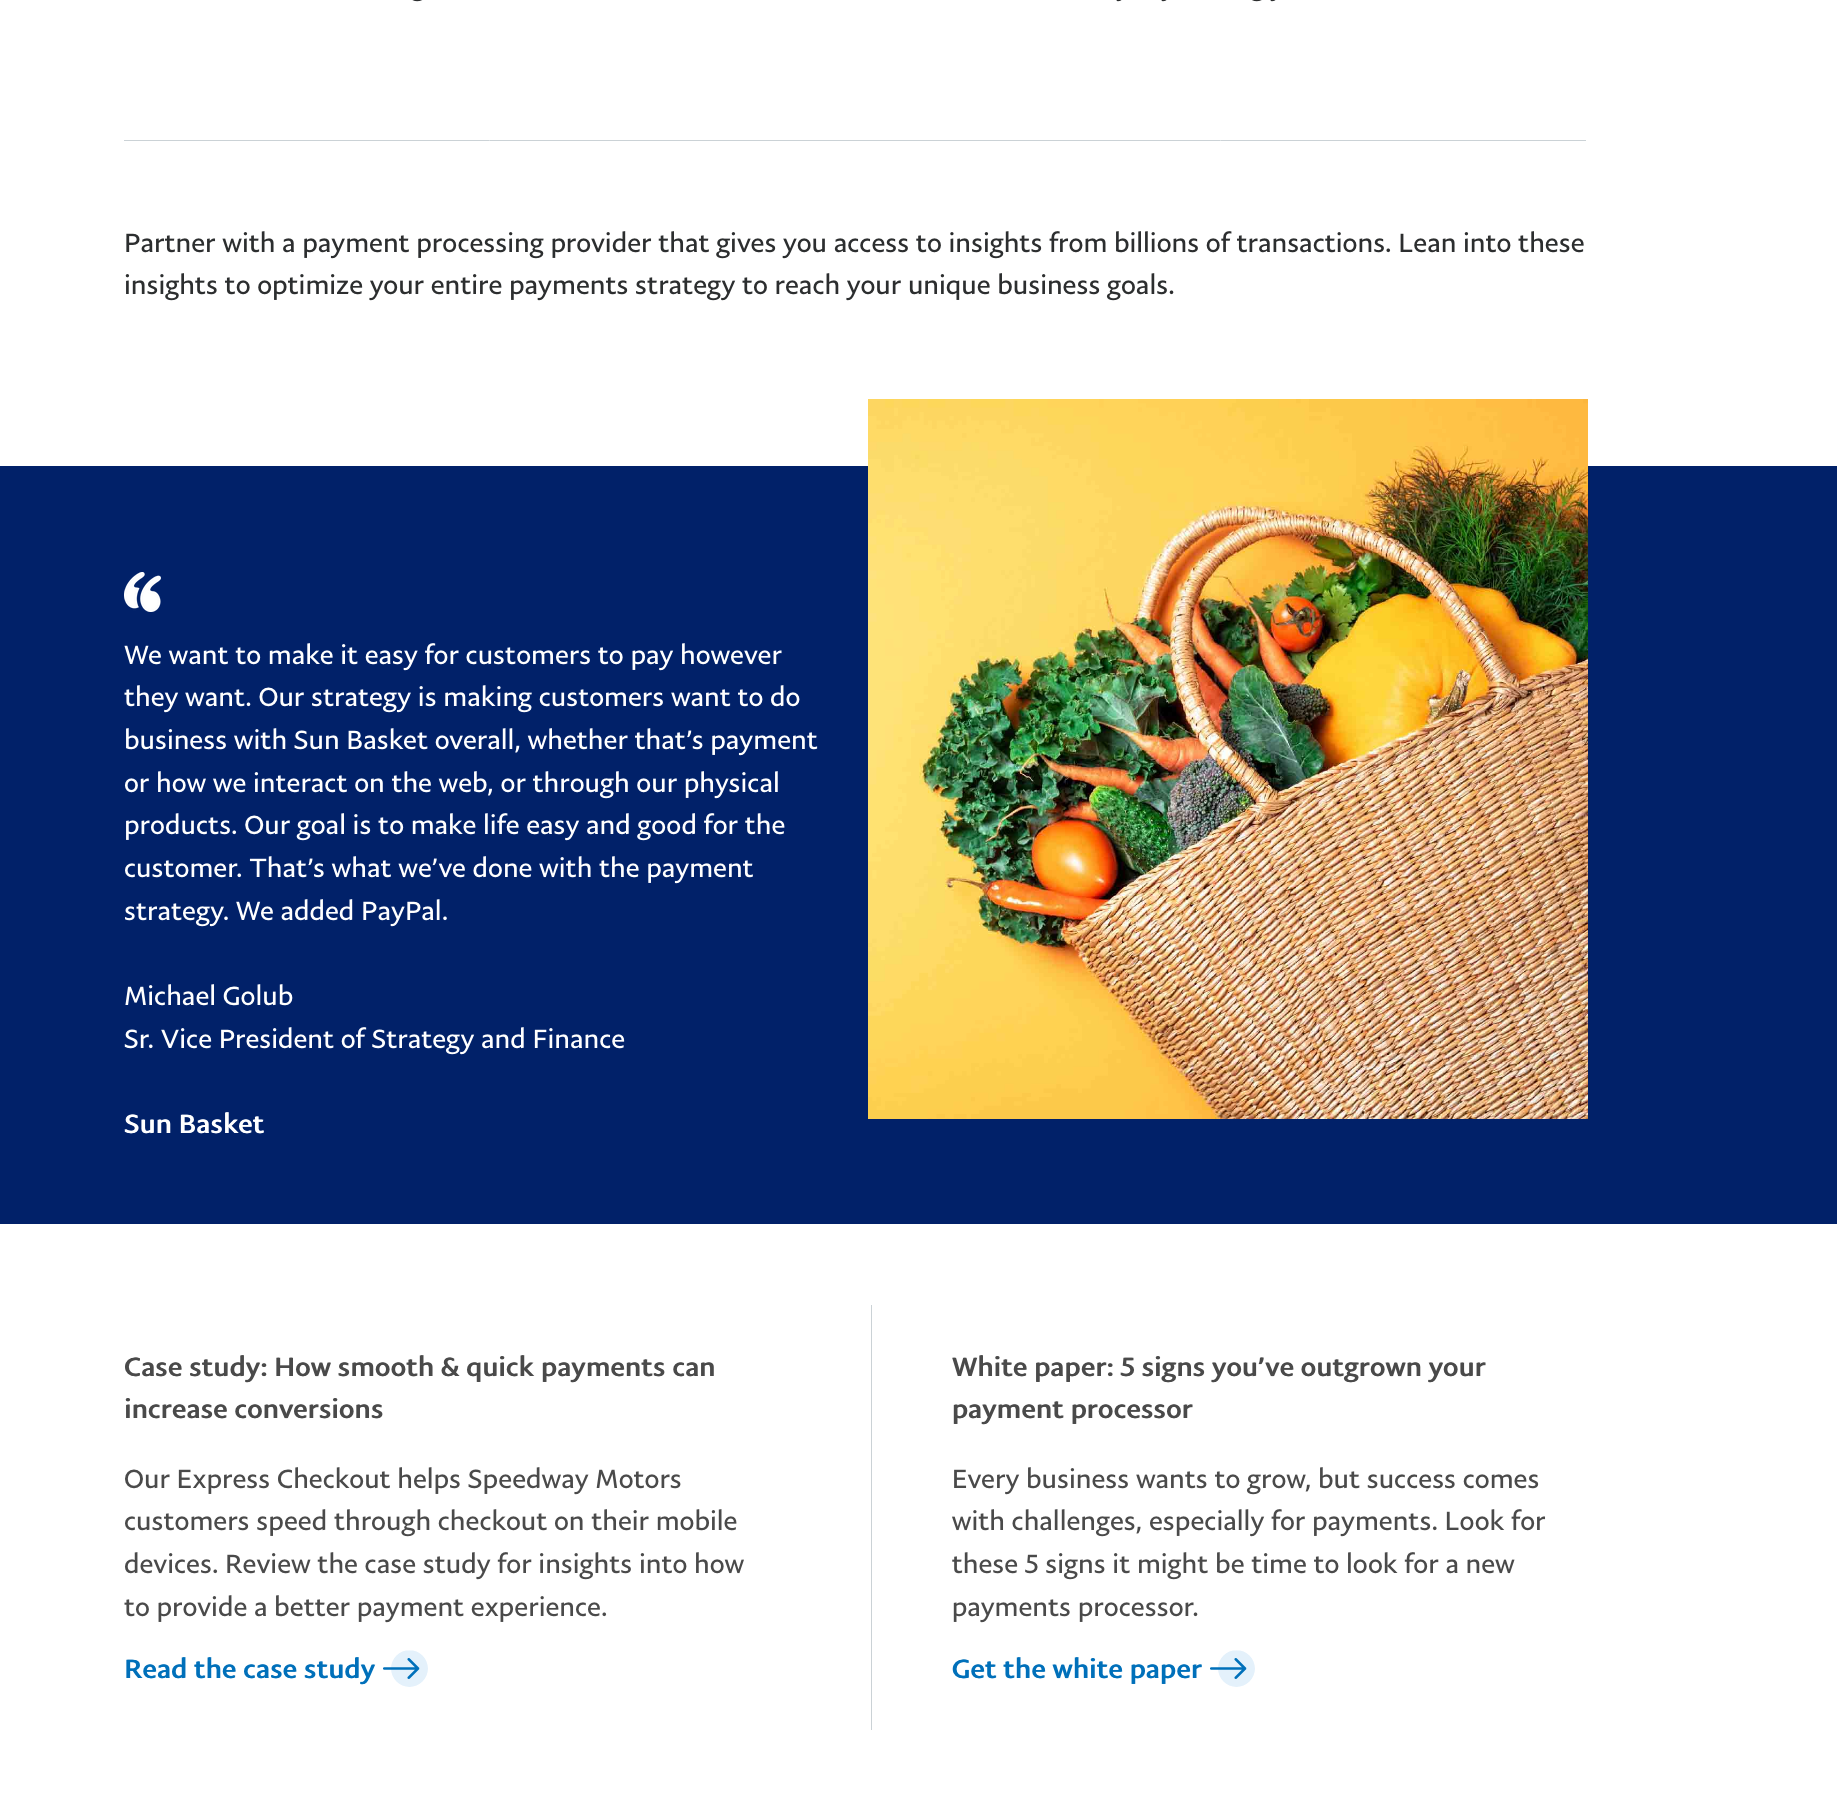 Partner with a payment processing provider that gives you access to insights from billions of transactions. Lean into these
insights to optimize your entire payments strategy to reach your unique business goals.
“
We want to make it easy for customers to pay however
they want. Our strategy is making customers want to do
business with Sun Basket overall, whether that’s payment
or how we interact on the web, or through our physical
products. Our goal is to make life easy and good for the
customer. That’s what we’ve done with the payment
strategy. We added PayPal.
Michael Golub
Sr. Vice President of Strategy and Finance
Sun Basket
Case study: How smooth & quick payments can
increase conversions
Our Express Checkout helps Speedway Motors
customers speed through checkout on their mobile
devices. Review the case study for insights into how
to provide a better payment experience.
Read the case study
White paper: 5 signs you’ve outgrown your
payment processor
Every business wants to grow, but success comes
with challenges, especially for payments. Look for
these 5 signs it might be time to look for a new
payments processor.
Get the white paper